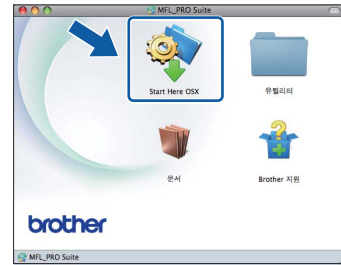 MFL_PRO Suite
Start Here OSX
유틸리티
문서
Brother 지원
brother
MFL_PRO Suite